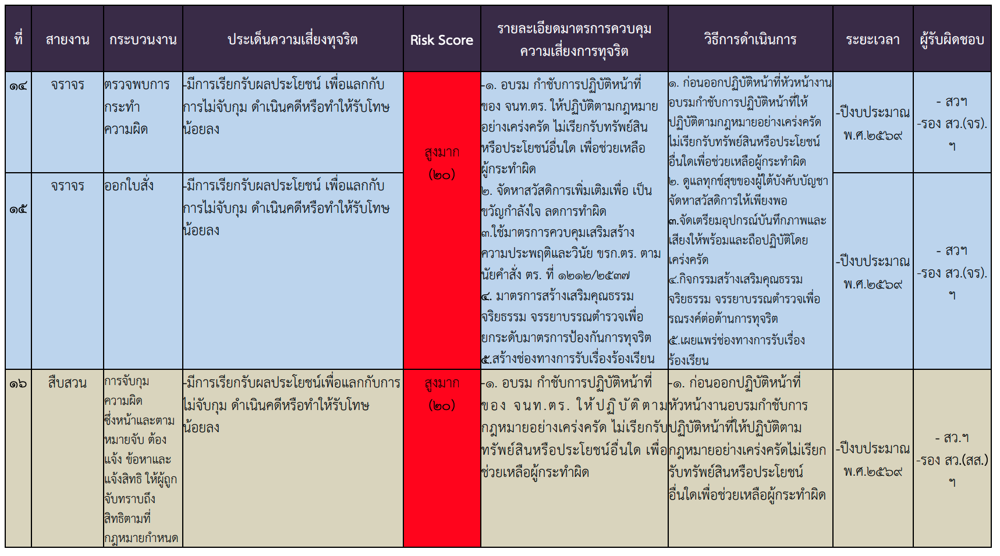 ที่
สายงาน
กระบวนงาน
ประเด็นความเสี่ยงทุจริต
Risk Score
รายละเอียดมาตรการควบคุม
ความเสี่ยงการทุจริต
วิธีการดำเนินการ
ระยะเวลา
ผู้รับผิดชอบ
๑๔
จราจร
ตรวจพบการ
กระทำ
ความผิด
-มีการเรียกรับผลประโยชน์ เพื่อแลกกับ
การไม่จับกุม ดำเนินคดีหรือทำให้รับโทษ
น้อยลง
สูงมาก
(๒๐)
-๑. อบรม กำชับการปฏิบัติหน้าที่
ของ จนท.ตร. ให้ปฏิบัติตามกฎหมาย
อย่างเคร่งครัด ไม่เรียกรับทรัพย์สิน
หรือประโยชน์อื่นใด เพื่อช่วยเหลือ
ผู้กระทำผิด
๒. จัดหาสวัสดิการเพิ่มเติมเพื่อ เป็น
ขวัญกำลังใจ ลดการทำผิด
๓.ใช้มาตรการควบคุมเสริมสร้าง
ความประพฤติและวินัย ขรก.ตร. ตาม
นัยคำสั่ง ตร. ที่ ๑๒๑๒/๒๕๓๗
๔. มาตรการสร้างเสริมคุณธรรม
จริยธรรม จรรยาบรรณตำรวจเพื่อ
ยกระดับมาตรการป้องกันการทุจริต
๕.สร้างช่องทางการรับเรื่องร้องเรียน
๑. ก่อนออกปฏิบัติหน้าที่หัวหน้างาน
อบรมกำชับการปฏิบัติหน้าที่ให้
ปฏิบัติตามกฎหมายอย่างเคร่งครัด
ไม่เรียกรับทรัพย์สินหรือประโยชน์
อื่นใดเพื่อช่วยเหลือผู้กระทำผิด
๒. ดูแลทุกข์สุขของผู้ใต้บังคับบัญชา
จัดหาสวัสดิการให้เพียงพอ
๓.จัดเตรียมอุปกรณ์บันทึกภาพและ
เสียงให้พร้อมและถือปฏิบัติโดย
เคร่งครัด
๔.กิจกรรมสร้างเสริมคุณธรรม
จริยธรรม จรรยาบรรณตำรวจเพื่อ
รณรงค์ต่อต้านการทุจริต
๕.เผยแพร่ช่องทางการรับเรื่อง
ร้องเรียน
-ปีงบประมาณ
พ.ศ.๒๕๖๙
- สวฯ
-รอง สว.(จร).
ฯ
๑๕
จราจร
ออกใบสั่ง
-มีการเรียกรับผลประโยชน์ เพื่อแลกกับ
การไม่จับกุม ดำเนินคดีหรือทำให้รับโทษ
น้อยลง
-ปีงบประมาณ
พ.ศ.๒๕๖๙
- สวฯ
-รอง สว.(จร).
ฯ
๑๖
สืบสวน
การจับกุม
ความผิด
ซึ่งหน้าและตาม
หมายจับ ต้อง
แจ้ง ข้อหาและ
แจ้งสิทธิ ให้ผู้ถูก
จับทราบถึง
สิทธิตามที่
กฎหมายกำหนด
-มีการเรียกรับผลประโยชน์เพื่อแลกกับการ
ไม่จับกุม ดำเนินคดีหรือทำให้รับโทษ
น้อยลง
สูงมาก
(๒๐)
-๑. อบรม กำชับการปฏิบัติหน้าที่
ของ จนท.ตร. ให้ปฏิบัติตาม
กฎหมายอย่างเคร่งครัด ไม่เรียกรับ
ทรัพย์สินหรือประโยชน์อื่นใด เพื่อ
ช่วยเหลือผู้กระทำผิด
-๑. ก่อนออกปฏิบัติหน้าที่
หัวหน้างานอบรมกำชับการ
ปฏิบัติหน้าที่ให้ปฏิบัติตาม
กฎหมายอย่างเคร่งครัดไม่เรียก
รับทรัพย์สินหรือประโยชน์
อื่นใดเพื่อช่วยเหลือผู้กระทำผิด
-ปีงบประมาณ
พ.ศ.๒๕๖๙
- สว.ฯ
-รอง สว.(สส.)
ฯ